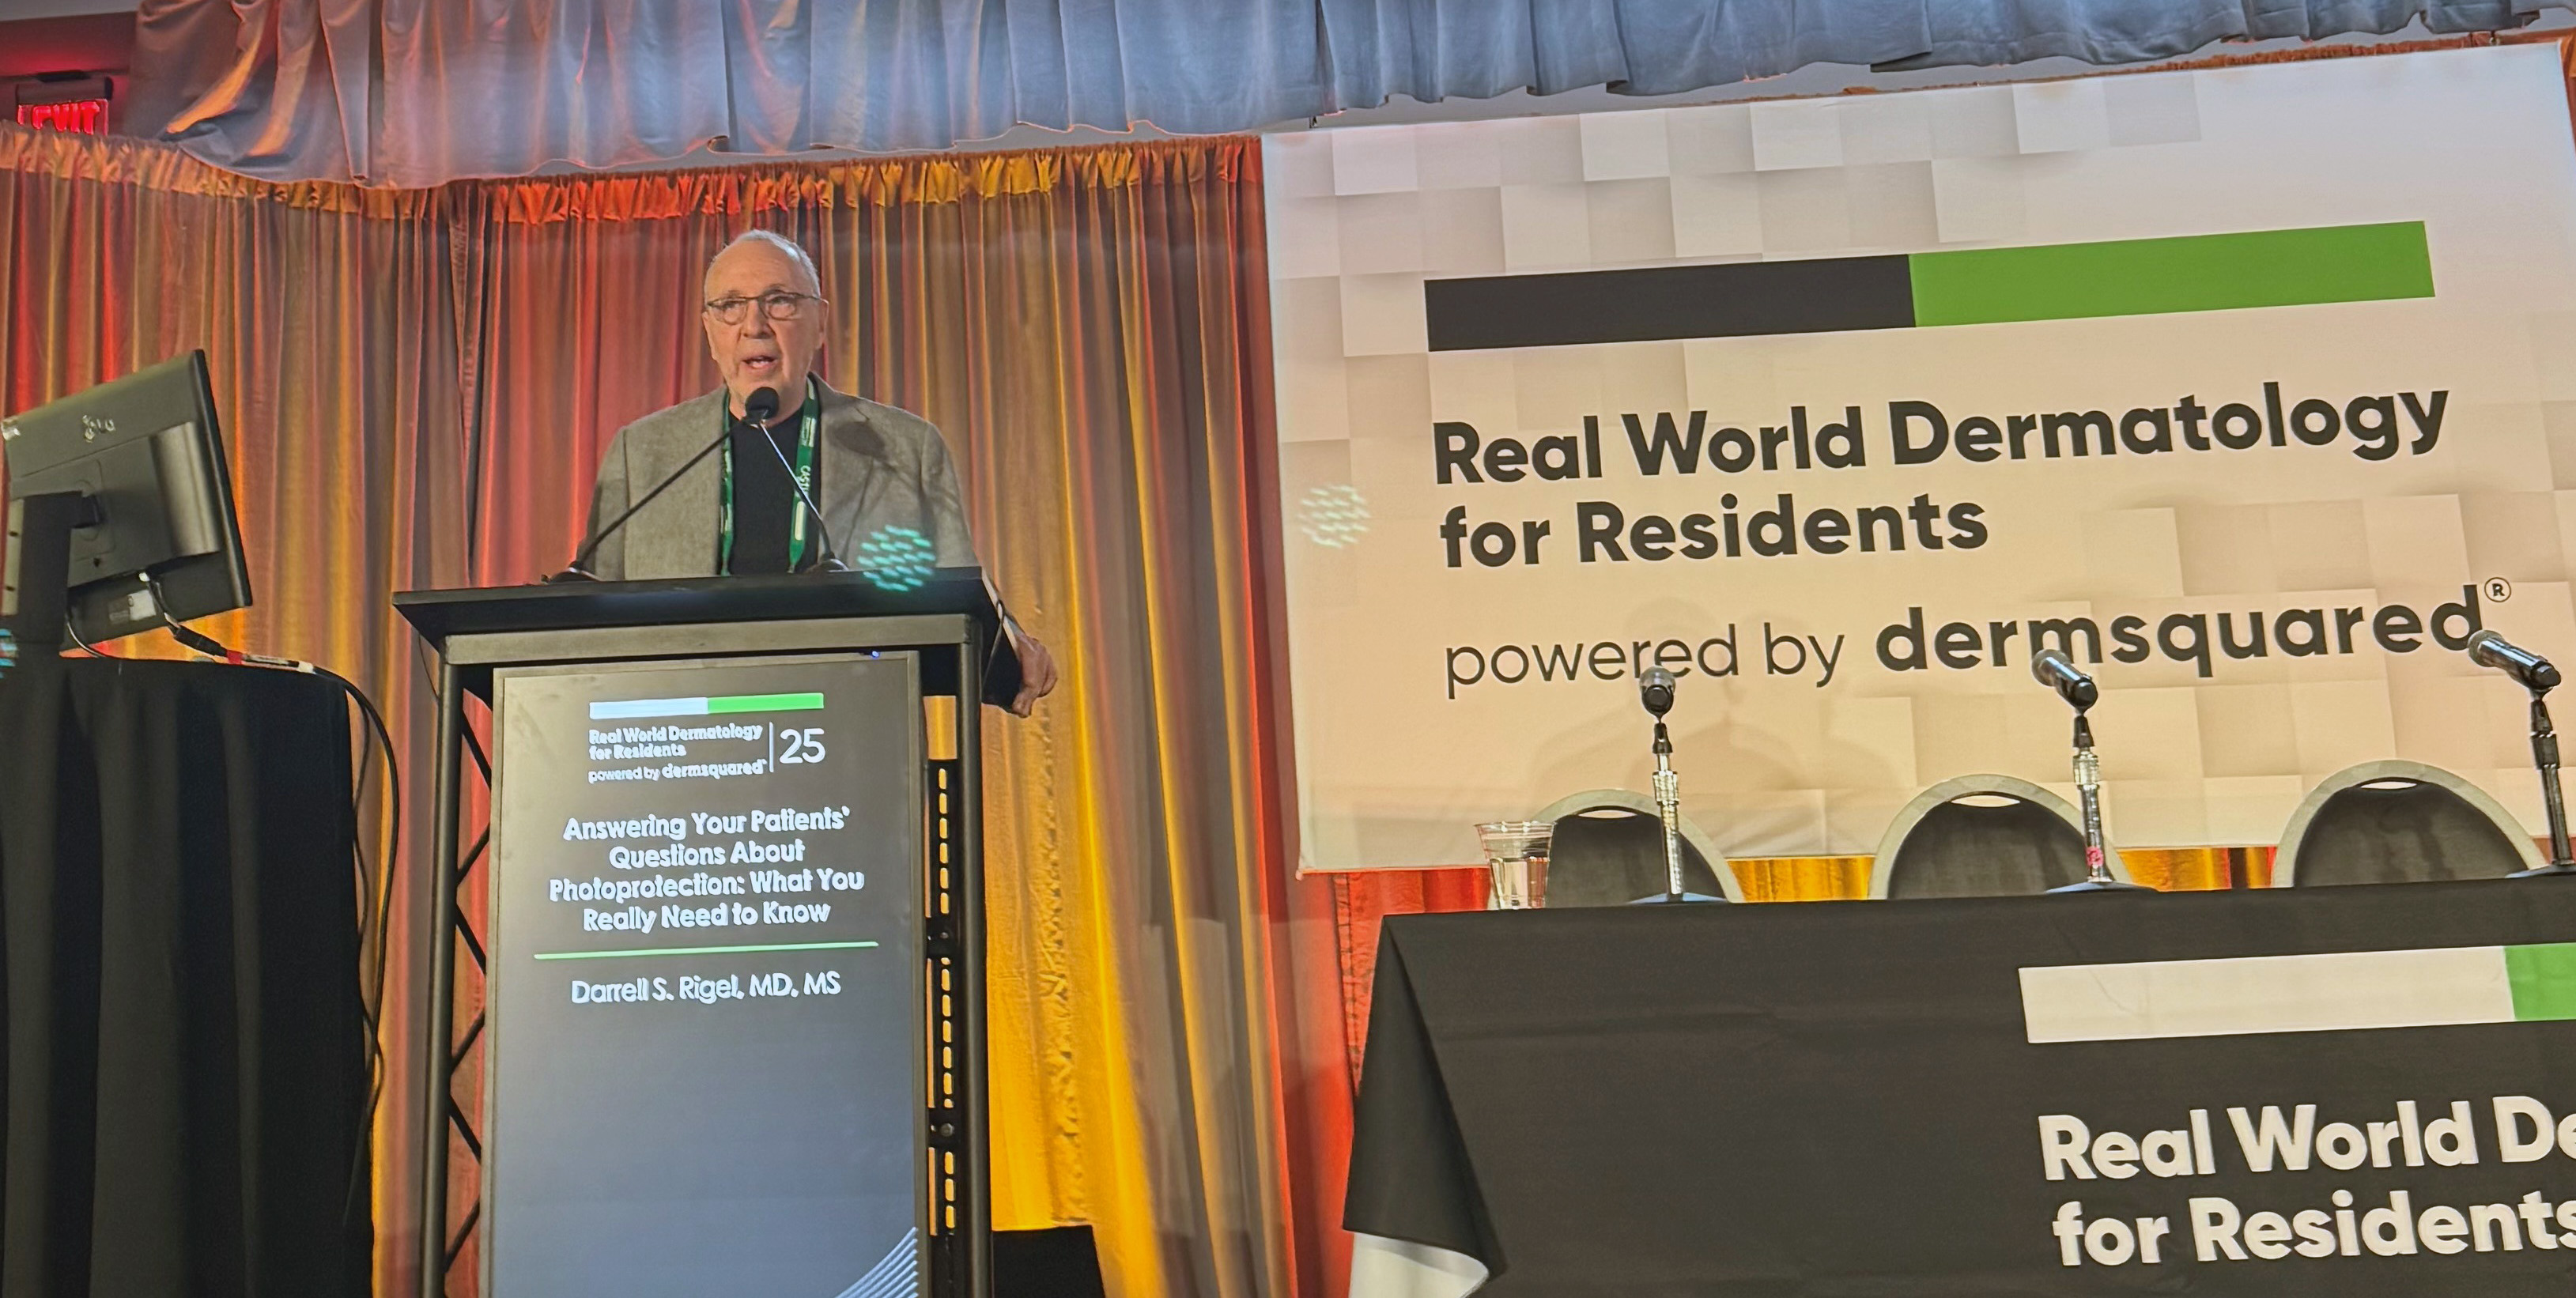 EXIT
Real World Dermatology
for Residents
powered by dermsquared®
LG
Real World Dermatology
for Residents
powered by dermsquared
25
Answering Your Patients'
Questions About
Photoprotection: What You
Really Need to Know
Darrell S. Rigel, MD, MS
Real World De
for Residents